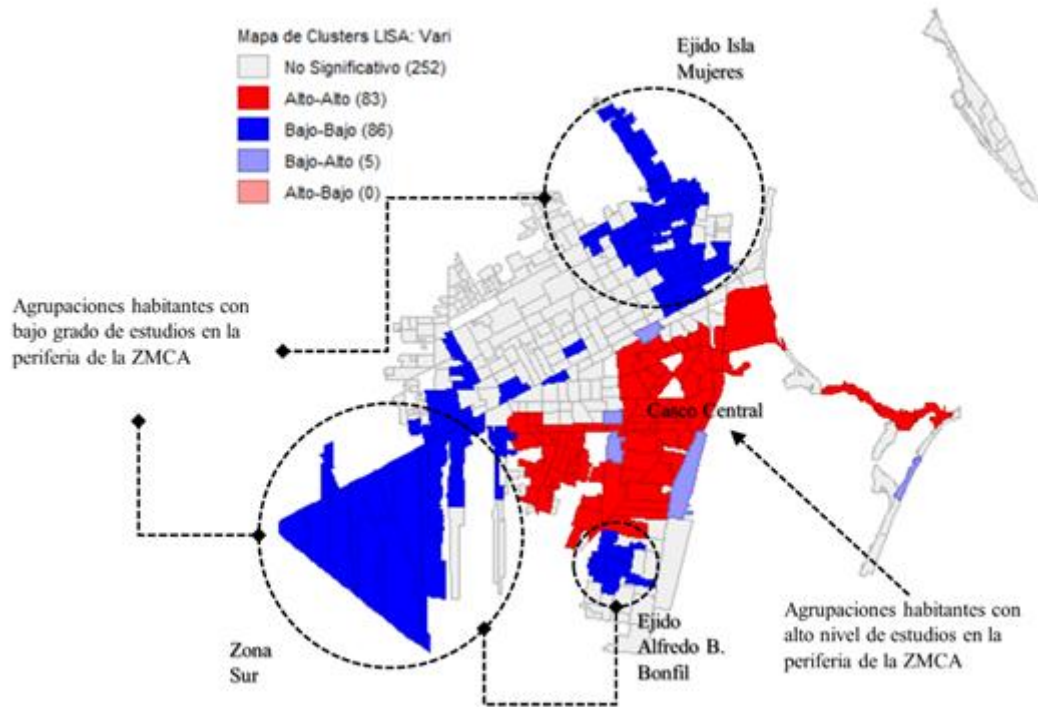 Mapa de Clusters LISA: Vari
No Significativo (252)
Alto-Alto (83)
Bajo-Bajo (86)
Bajo-Alto (5)
Alto-Bajo (0)
Ejido Isla
Mujeres
Agrupaciones habitantes con
bajo grado de estudios en la
periferia de la ZMCA
Casco Central
Zona
Sur
Ejido
Alfredo B.
Bonfil
Agrupaciones habitantes con
alto nivel de estudios en la
periferia de la ZMCA